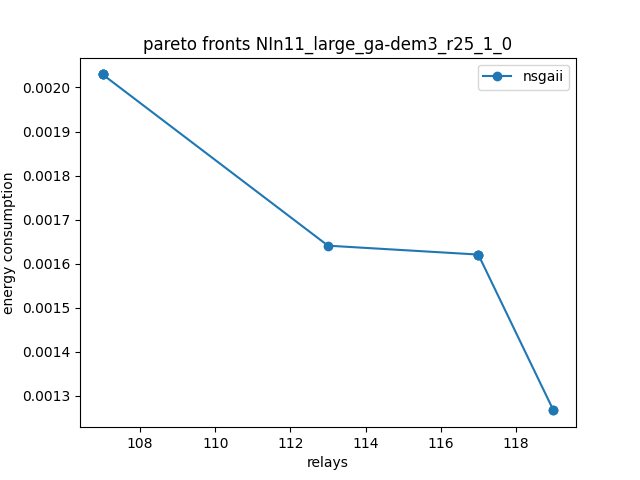 pareto fronts NIn11_large_ga-dem3_r25_1_0
nsgaii
energy consumption
0.0020
0.0019
0.0018
0.0017
0.0016
0.0015
0.0014
0.0013
108 110 112 114 116 118
relays